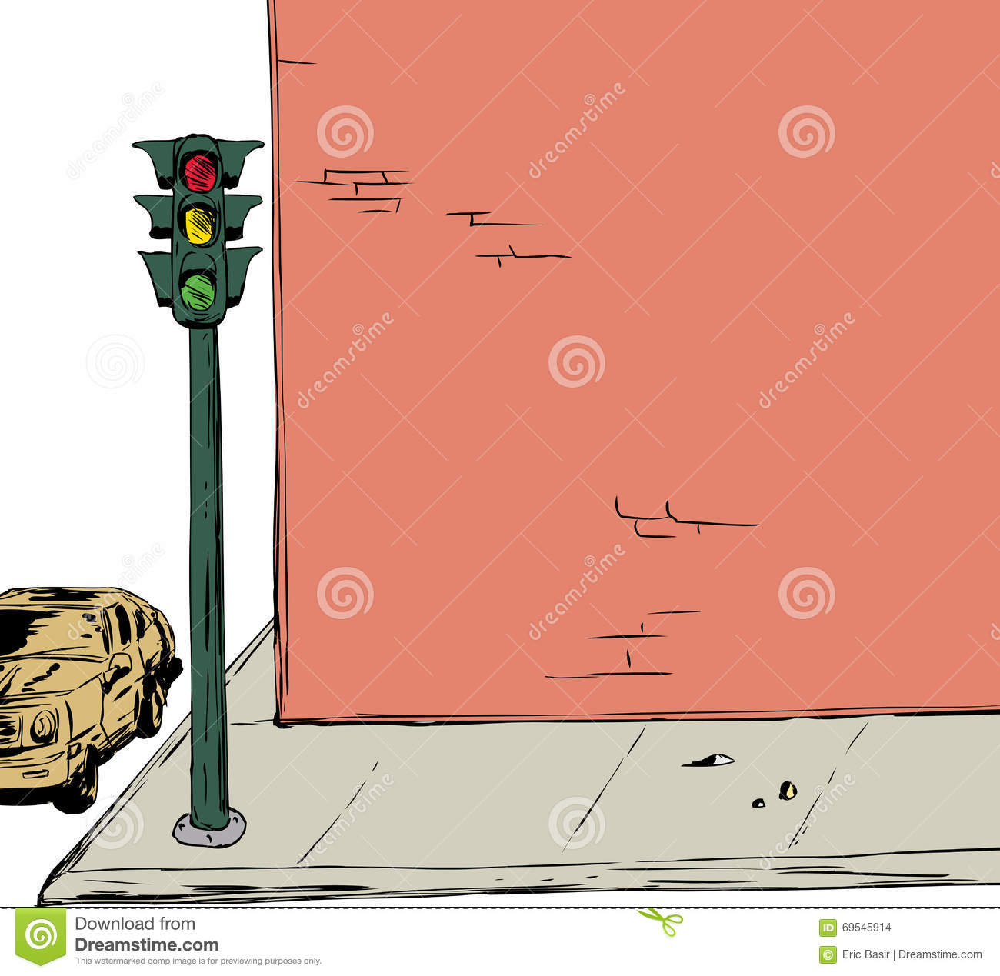 dreamstime
dreamstime
dreamstime
dreamstime
dreamstime
dreamstime
Download from
Dreamstime.com
This watermarked comp image is for previewing purposes only.
ID 69545914
© Eric Basir | Dreamstime.com